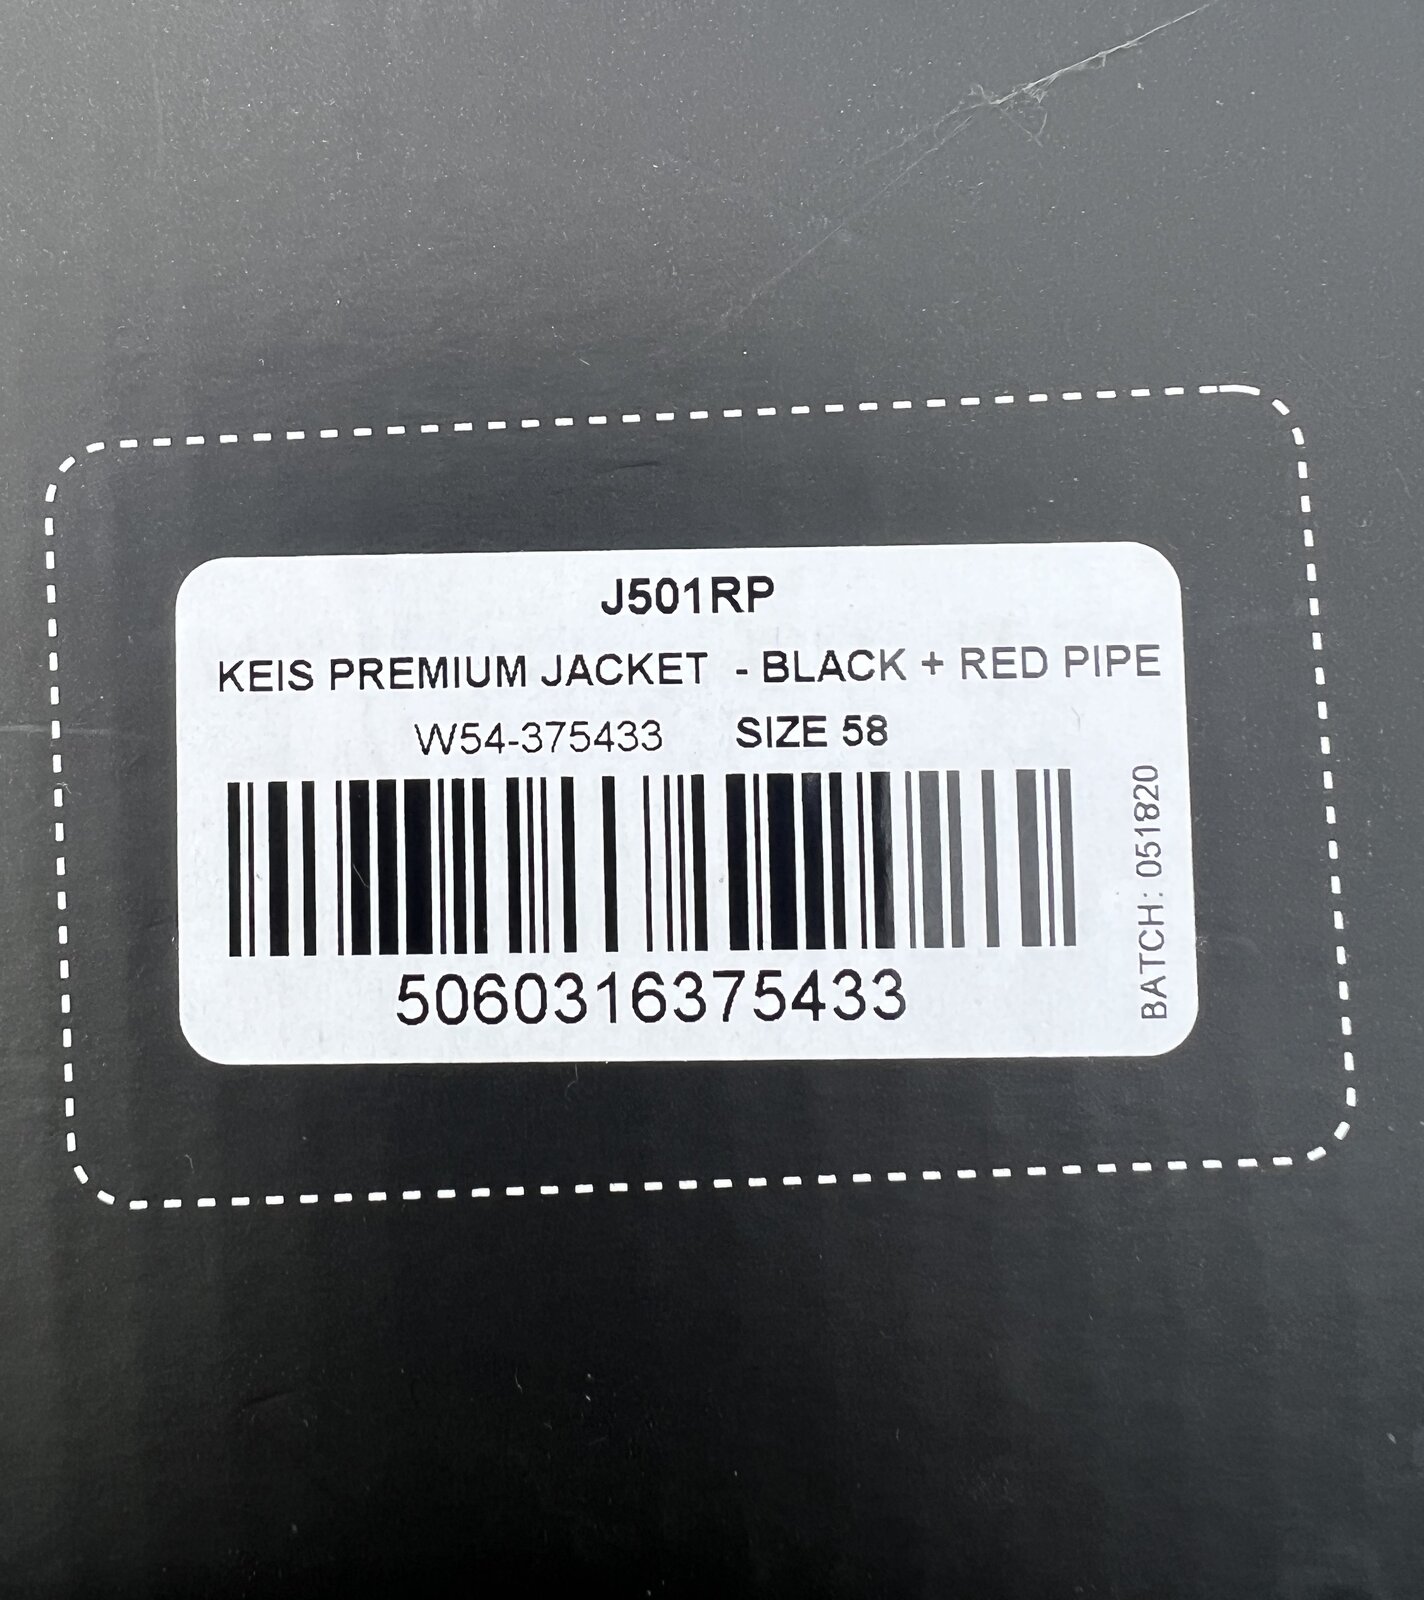 J501RP
KEIS PREMIUM JACKET - BLACK + RED PIPE
W54-375433 SIZE 58
5060316375433
BATCH: 051820